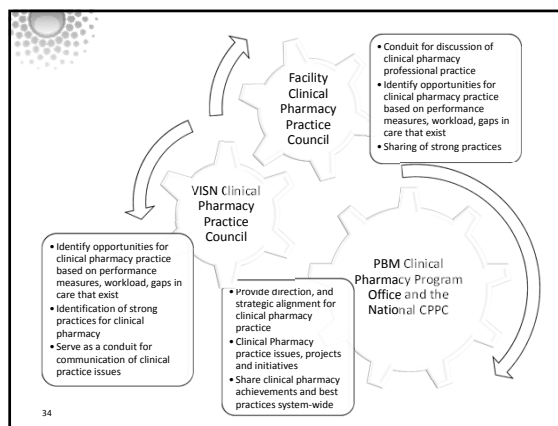 Facility
Clinical
Pharmacy
Practice
Council
• Conduit for discussion of
clinical pharmacy
professional practice
• Identify opportunities for
clinical pharmacy practice
based on performance
measures, workload, gaps in
care that exist
• Sharing of strong practices
VISN Clinical
Pharmacy
Practice
Council
• Identify opportunities for
clinical pharmacy practice
based on performance
measures, workload, gaps in
care that exist
• Identification of strong
practices for clinical
pharmacy
• Serve as a conduit for
communication of clinical
practice issues
PBM Clinical
Pharmacy Program
Office and the
National CPPC
• Provide direction, and
strategic alignment for
clinical pharmacy practice
• Clinical Pharmacy
practice issues, projects
and initiatives
• Share clinical pharmacy
achievements and best
practices system-wide
34